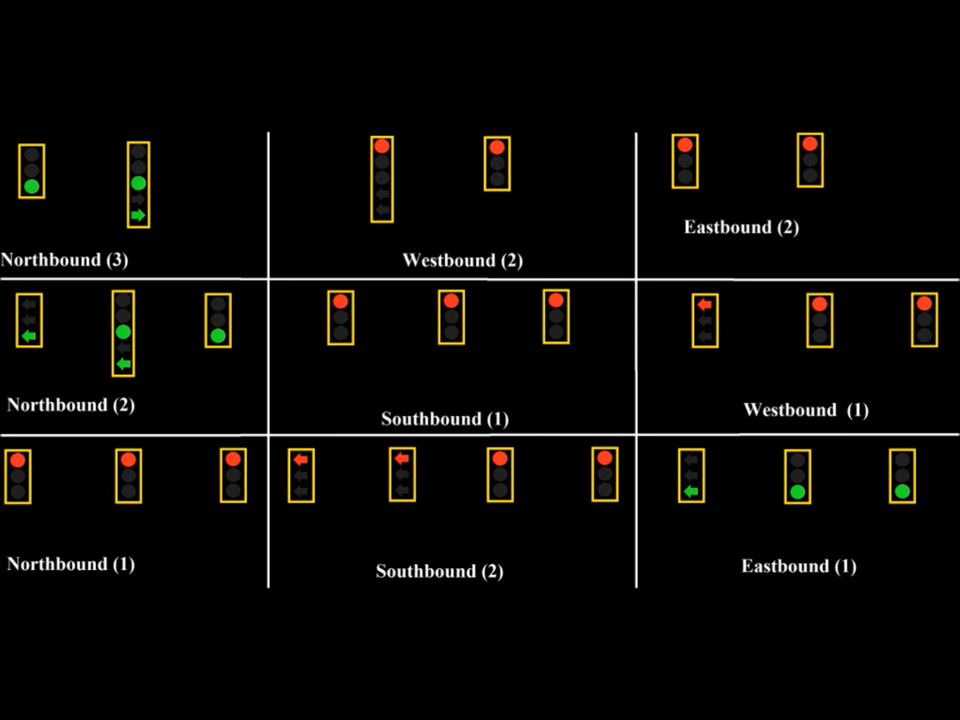 Northbound (3)
Westbound (2)
Eastbound (2)
Northbound (2)
Southbound (1)
Westbound (1)
Northbound (1)
Southbound (2)
Eastbound (1)